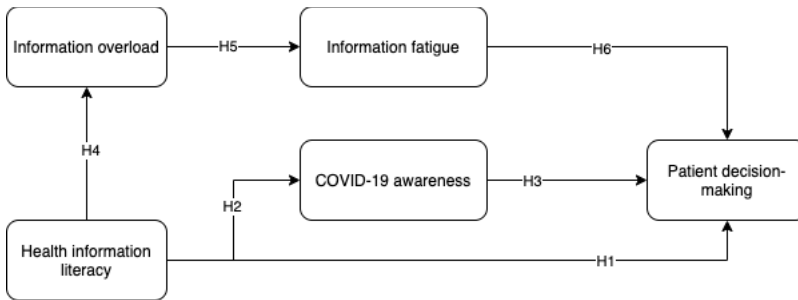 Information overload
H5
Information fatigue
H6
H4
COVID-19 awareness
H3
Patient decision-
making
H2
Health information
literacy
H1